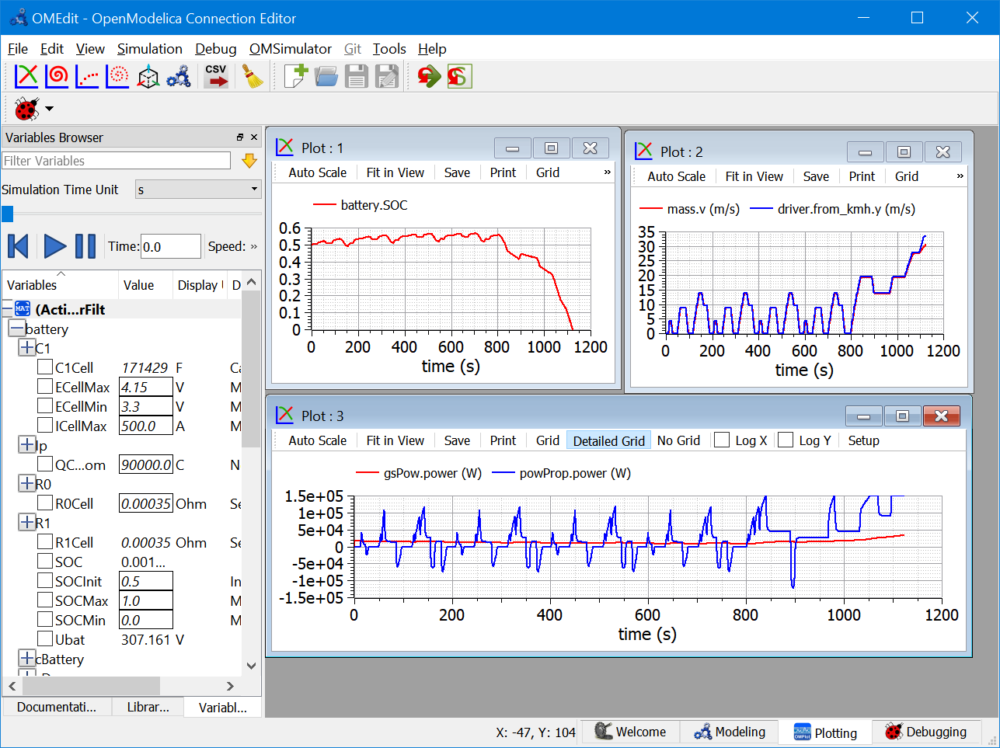 OMEdit - OpenModelica Connection Editor
File Edit View Simulation Debug OMSimulator Git Tools Help
CSV
Variables Browser
Filter Variables
Simulation Time Unit s
Time: 0.0 Speed: »
Variables Value Display D
MAT (Acti...rFilt
battery
C1
C1Cell 171429 F Ca
ECellMax 4.15 V M
ECellMin 3.3 V M
ICellMax 500.0 A M
Ip
QC...om 90000.0 C N
R0
R0Cell 0.00035 Ohm Se
R1
R1Cell 0.00035 Ohm Se
SOC 0.001...
SOCInit 0.5 In
SOCMax 1.0 M
SOCMin 0.0 M
Ubat 307.161 V
cBattery
Documentati... Librar... Variabl...
Plot : 1
Auto Scale Fit in View Save Print Grid »
battery.SOC
0.6
0.5
0.4
0.3
0.2
0.1
0
0 200 400 600 800 1000 1200
time (s)
Plot : 2
Auto Scale Fit in View Save Print Grid »
mass.v (m/s) driver.from_kmh.y (m/s)
35
30
25
20
15
10
5
0
0 200 400 600 800 1000 1200
time (s)
Plot : 3
Auto Scale Fit in View Save Print Grid Detailed Grid No Grid Log X Log Y Setup
gsPow.power (W) powProp.power (W)
1.5e+05
1e+05
5e+04
0
-5e+04
-1e+05
-1.5e+05
0 200 400 600 800 1000 1200
time (s)
X: -47, Y: 104 Welcome Modeling OMPlot Plotting Debugging